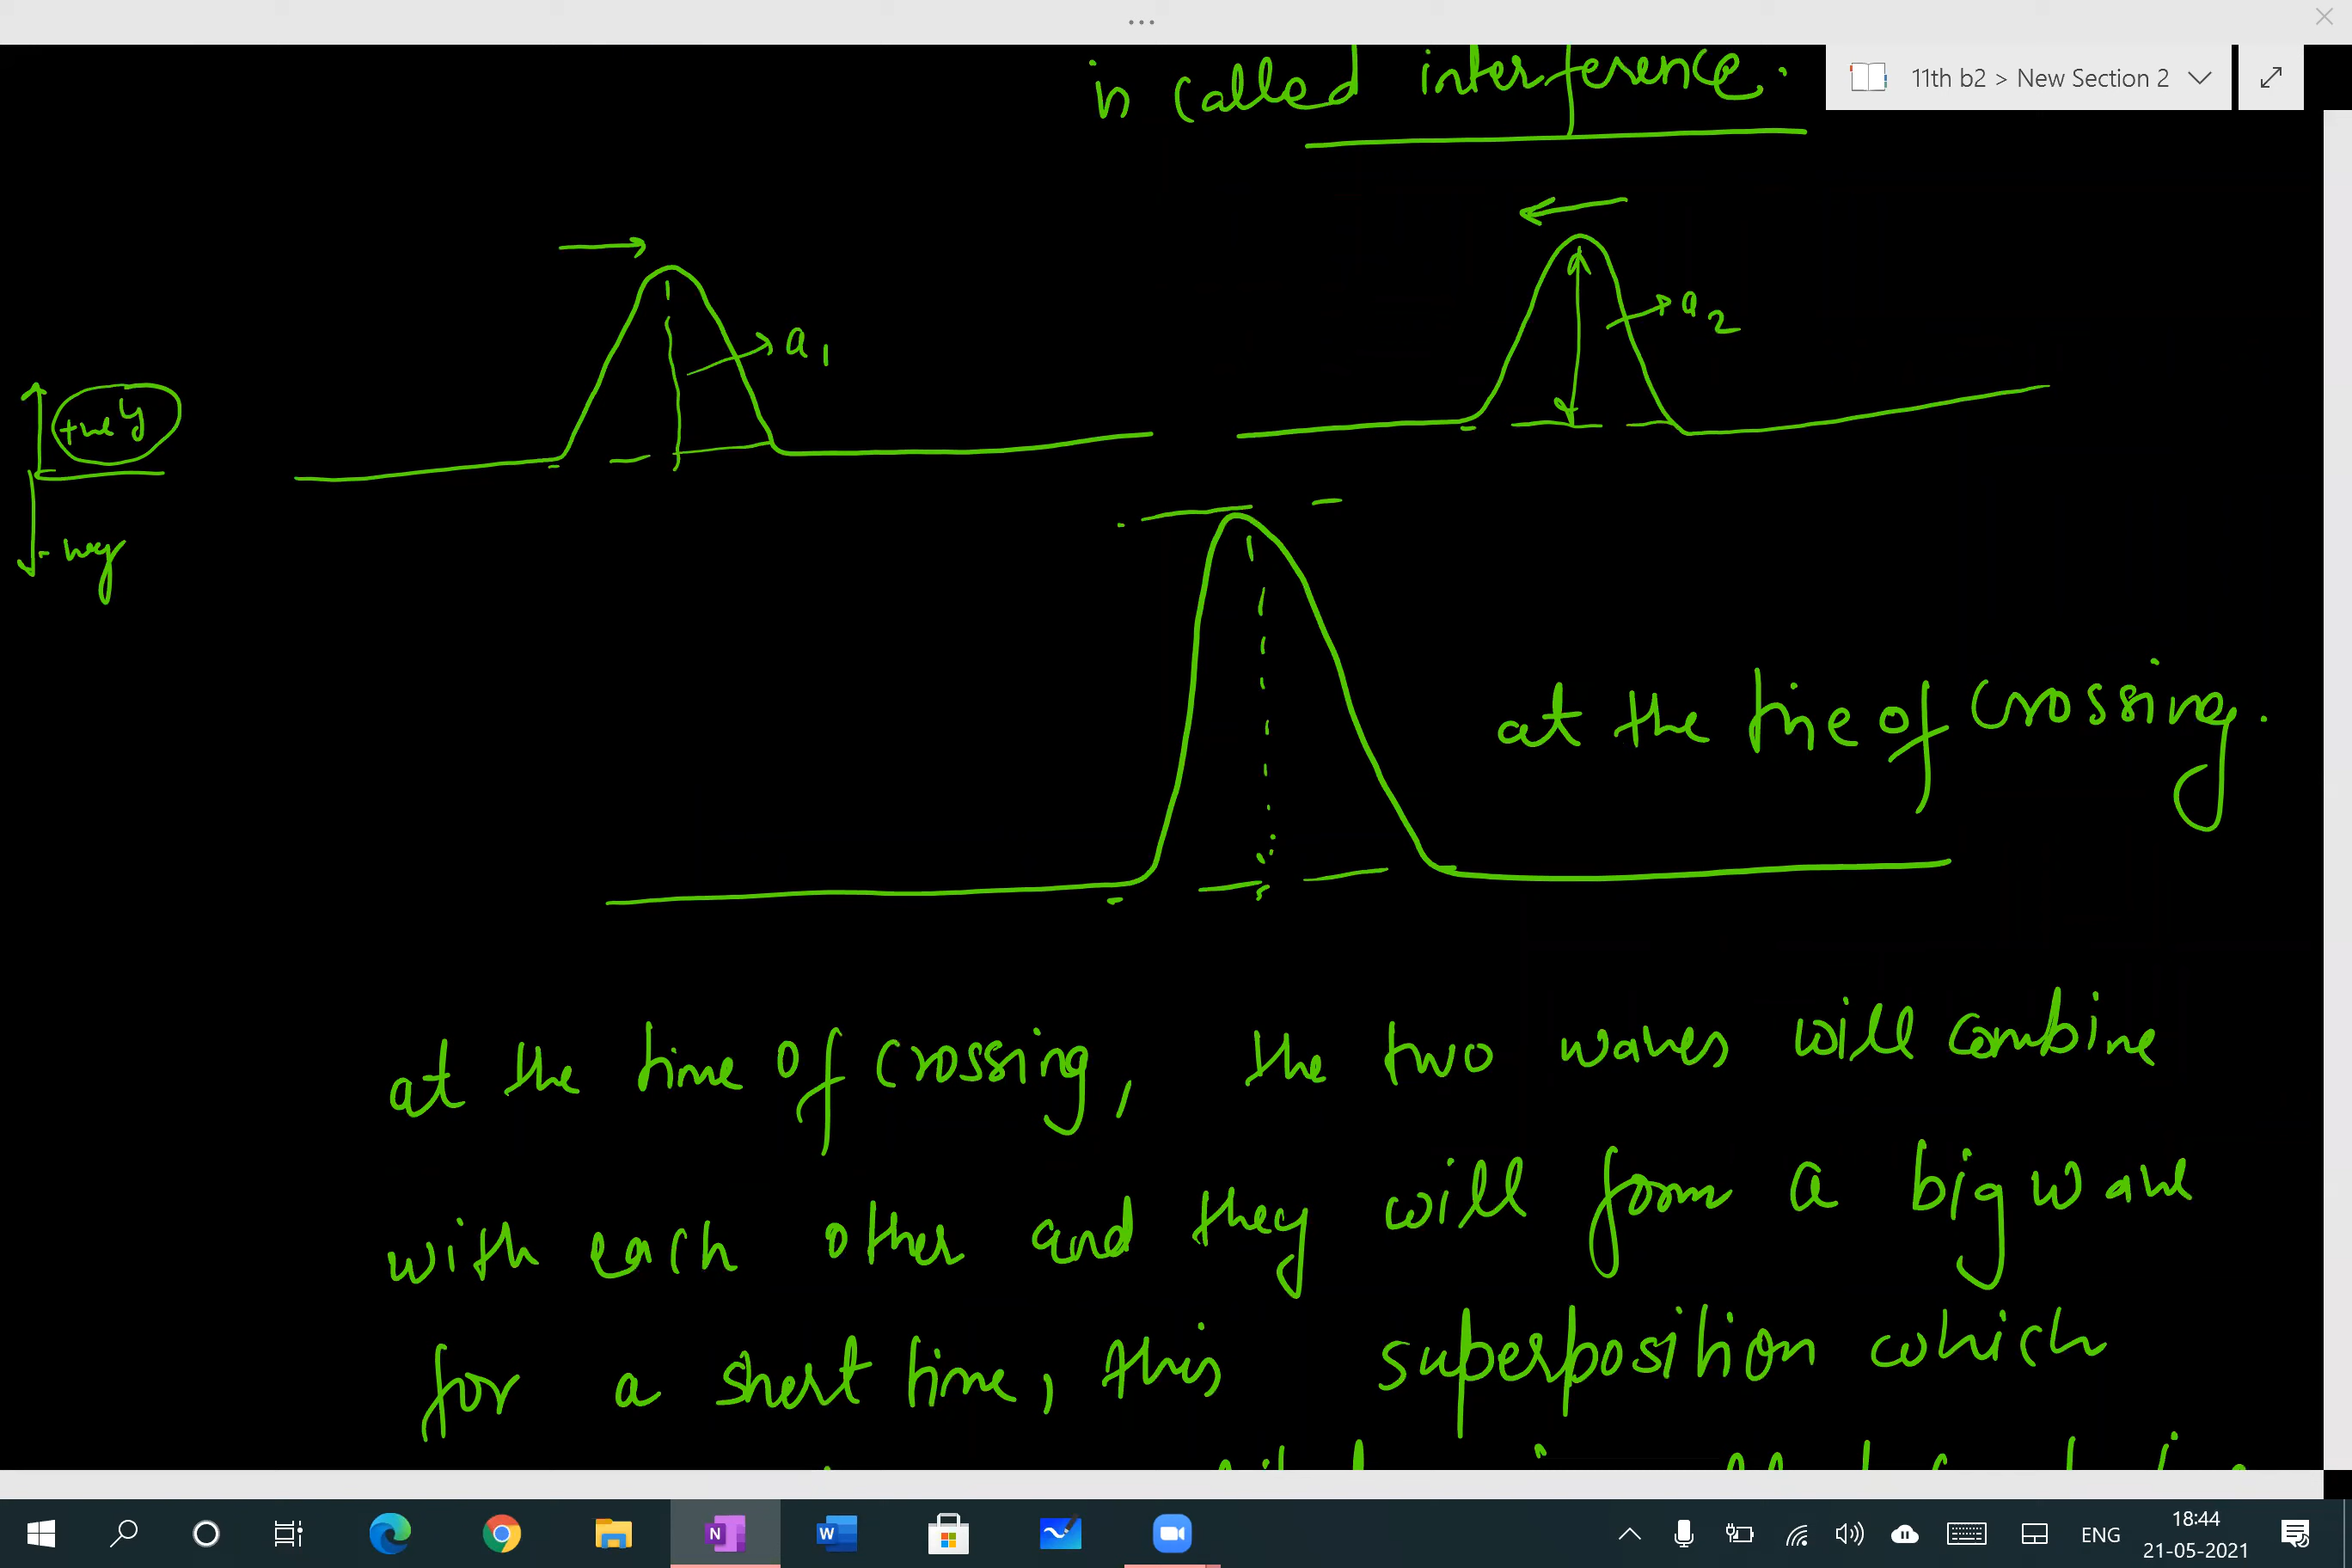 ...
is called interference.
11th b2 > New Section 2
a1
a2
+ve y
- ve y
at the time of crossing.
at the time of crossing, the two waves will combine
with each other and they will form a big wave
for a short time, this superposition which
ENG
18:44
21-05-2021